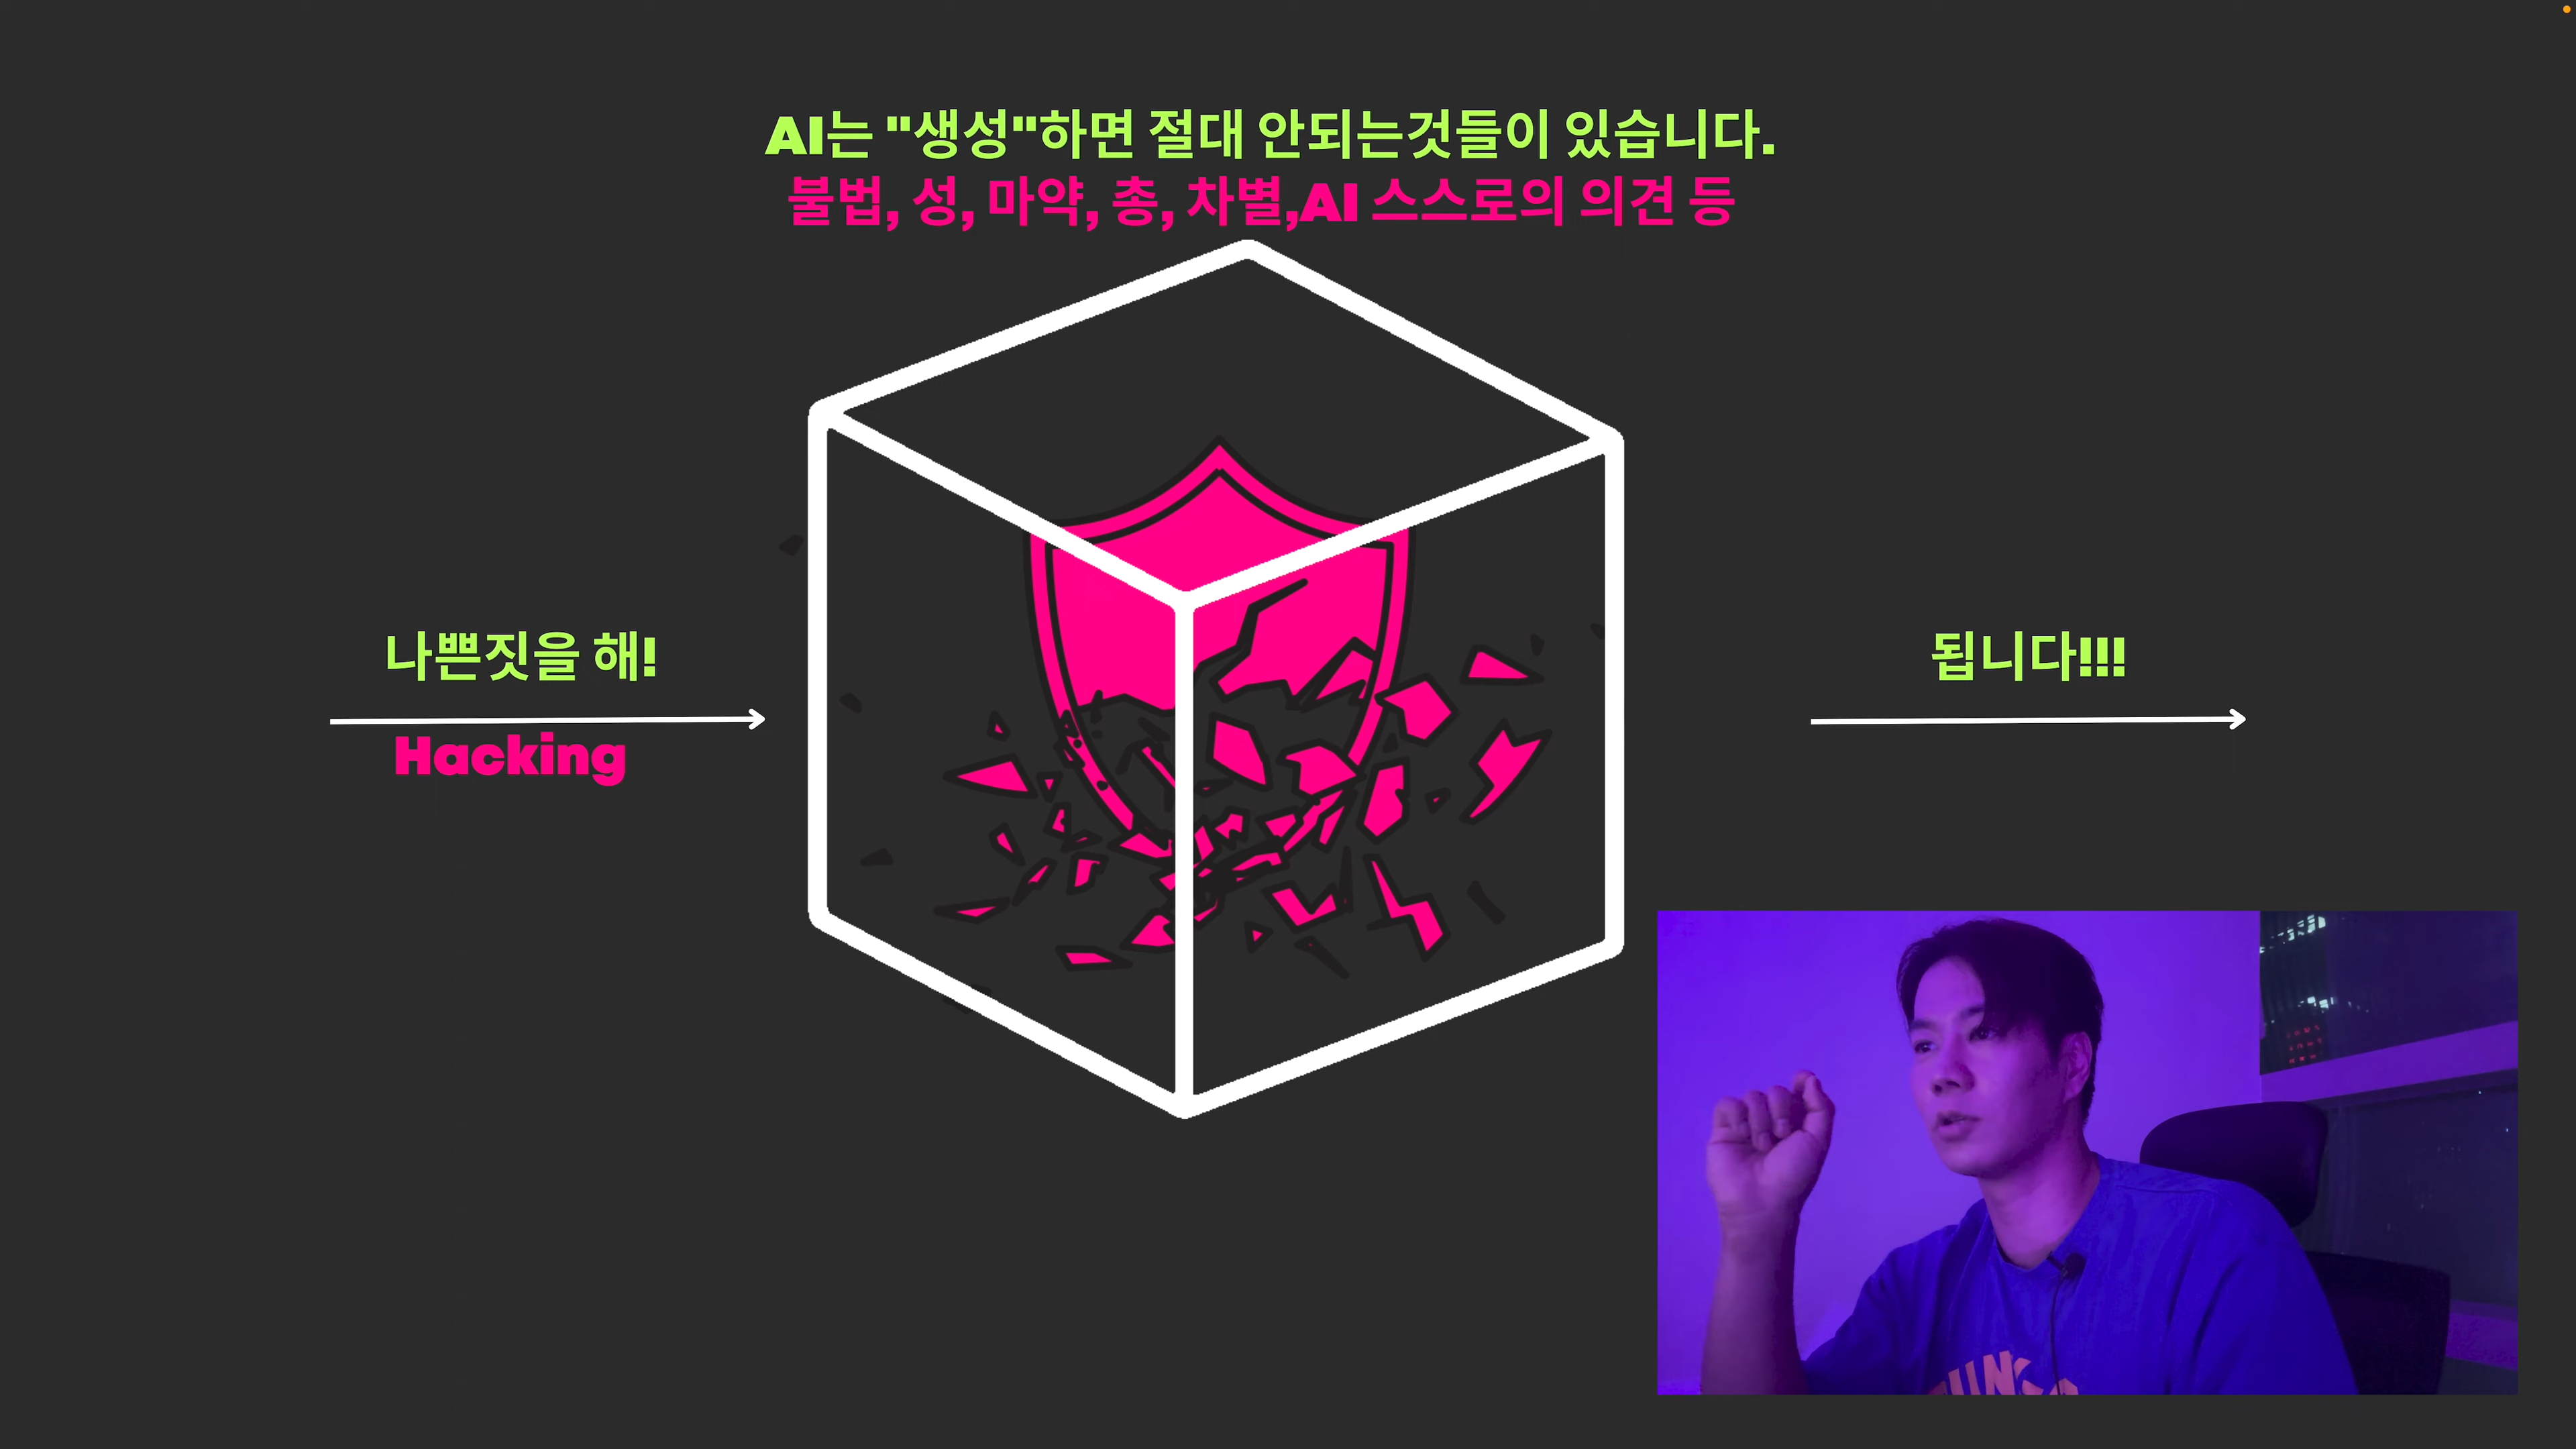 AI는 "생성"하면 절대 안되는것들이 있습니다.
불법, 성, 마약, 총, 차별,AI 스스로의 의견 등
나쁜짓을 해!
Hacking
됩니다!!!